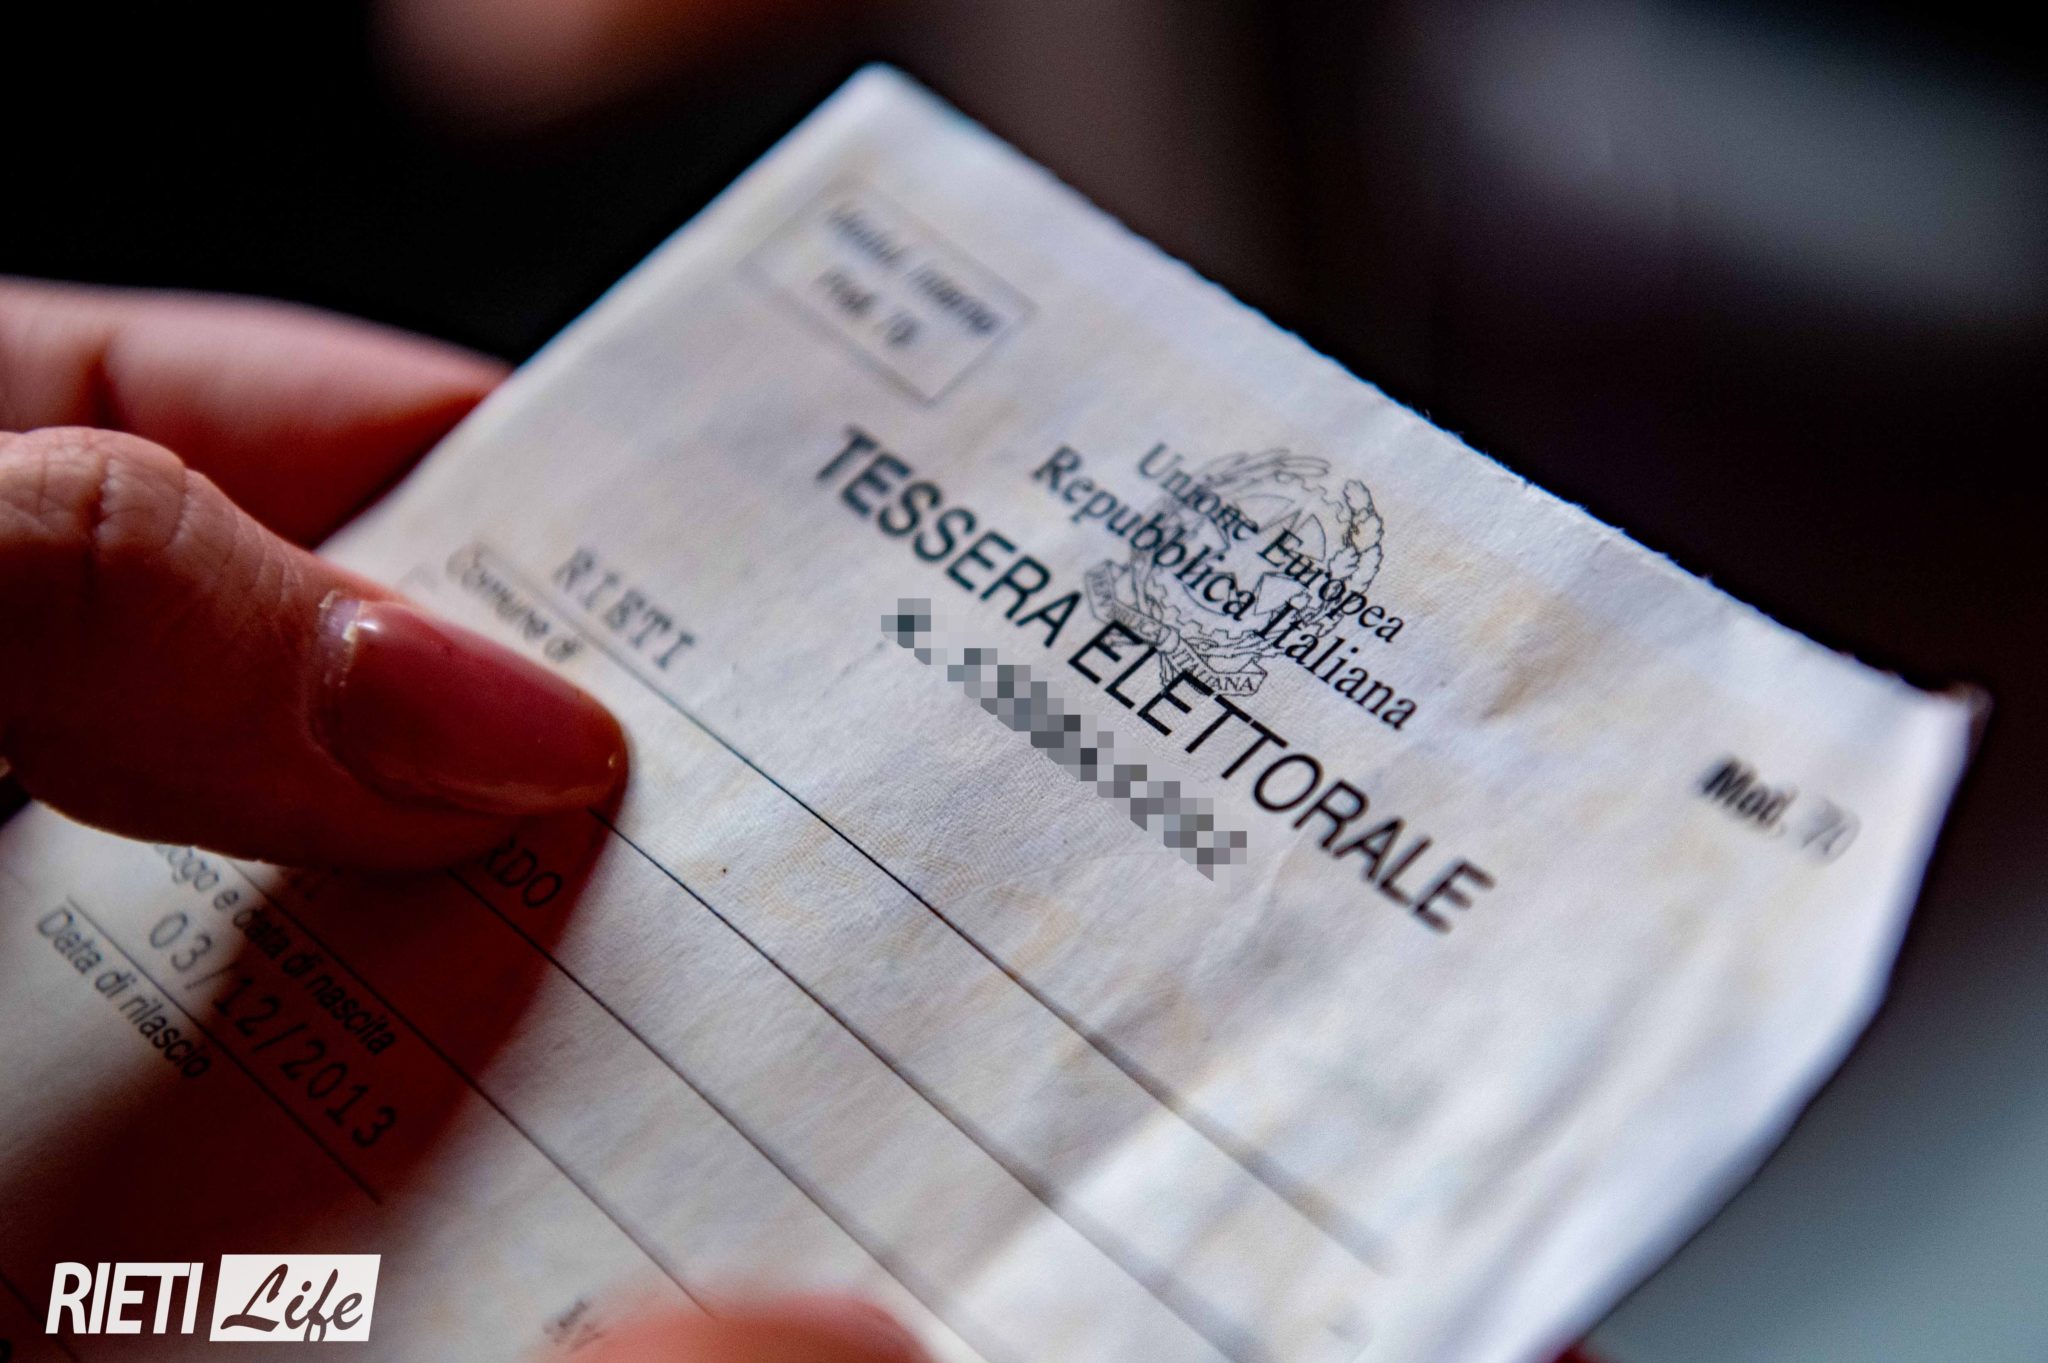 Unione Europea
Repubblica Italiana
Mod. 70
TESSERA ELETTORALE
RIETI
Comune di
RDO
Luogo e data di nascita
03/12/2013
Data di rilascio
RIETI Life